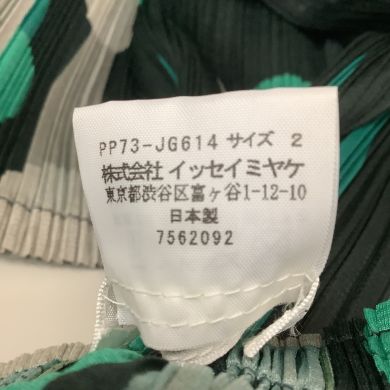 PP73-JG614 サイズ 2
株式会社 イッセイミヤケ
東京都渋谷区富ヶ谷1-12-10
日本製
7562092